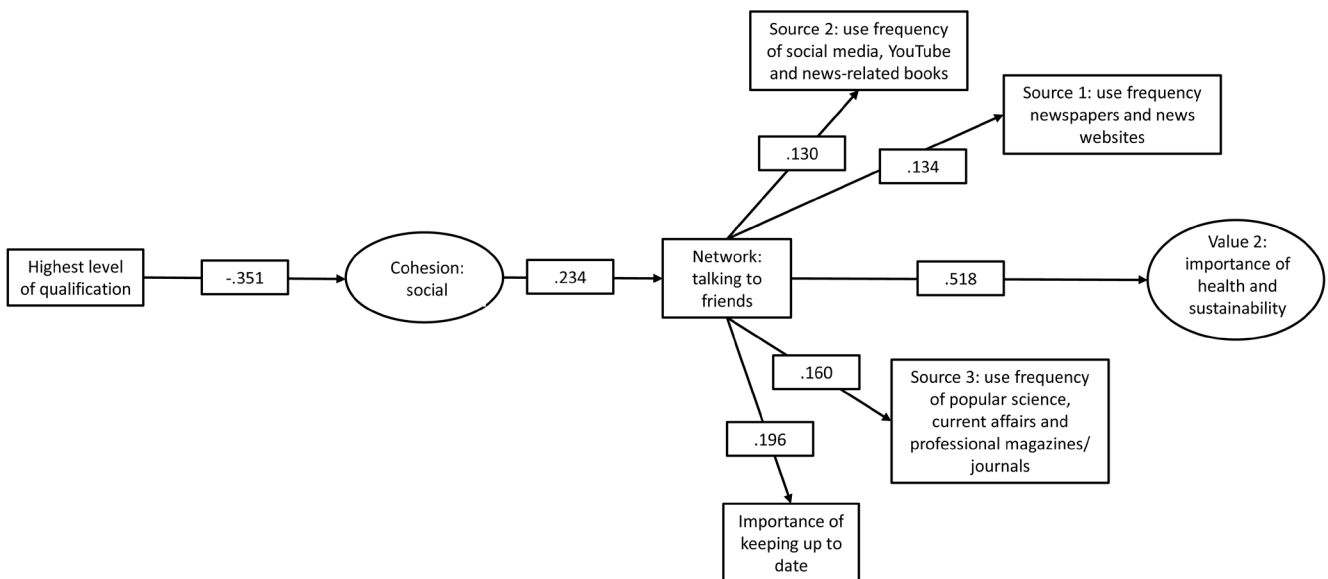 Source 2: use frequency
of social media, YouTube
and news-related books
Source 1: use frequency
newspapers and news
websites
.130
.134
Highest level
of qualification
-.351
Cohesion:
social
.234
Network:
talking to
friends
.518
Value 2:
importance of
health and
sustainability
.160
Source 3: use frequency
of popular science,
current affairs and
professional magazines/
journals
.196
Importance of
keeping up to
date